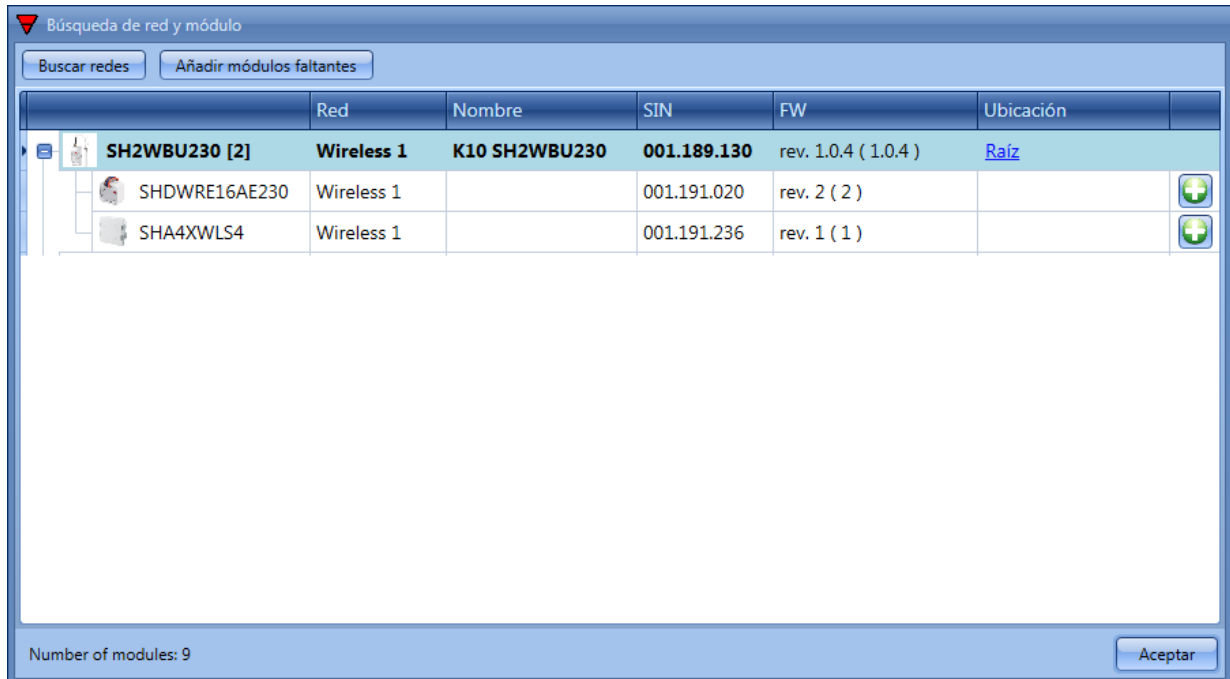 Búsqueda de red y módulo
Buscar redes Añadir módulos faltantes
Red Nombre SIN FW Ubicación
SH2WBU230 [2] Wireless 1 K10 SH2WBU230 001.189.130 rev. 1.0.4 ( 1.0.4 ) Raíz
SHDWRE16AE230 Wireless 1 001.191.020 rev. 2 ( 2 )
SHA4XWLS4 Wireless 1 001.191.236 rev. 1 ( 1 )
Number of modules: 9 Aceptar